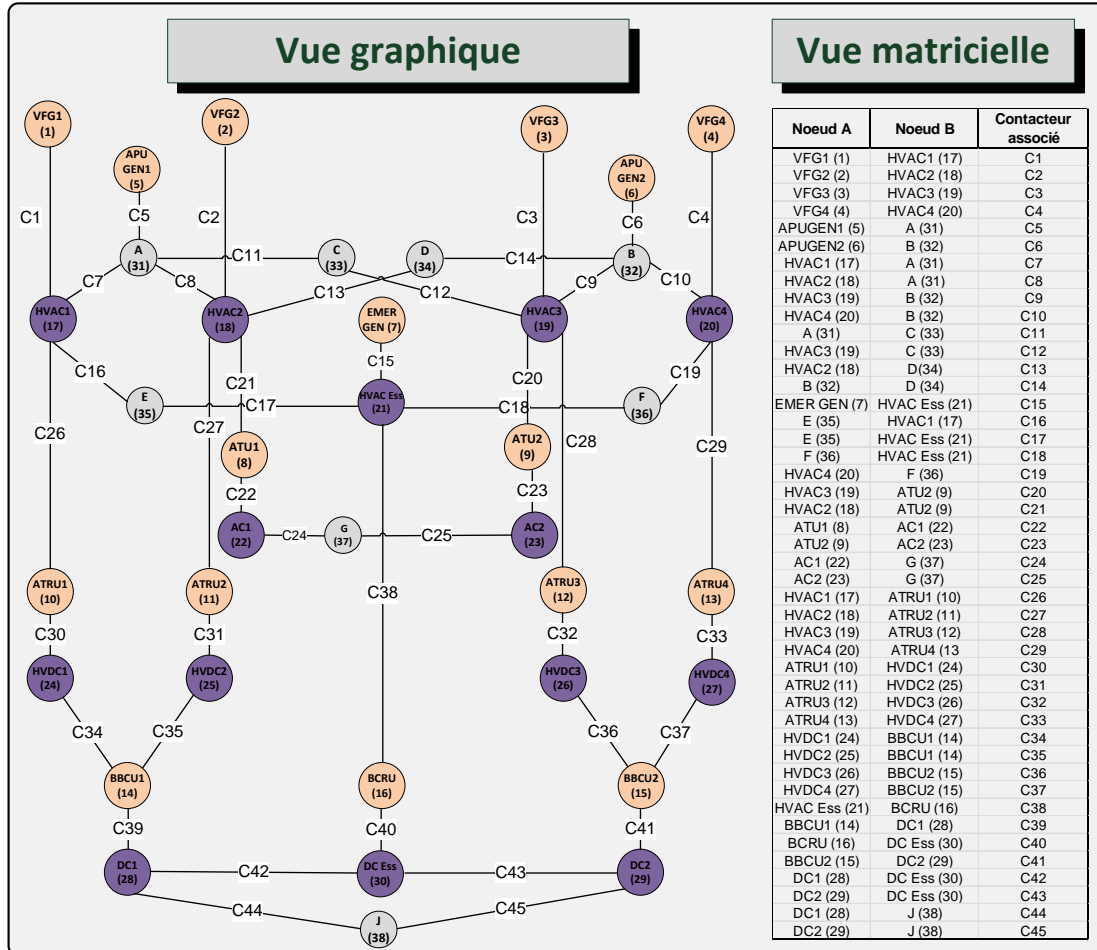 Vue graphique
Vue matricielle
VFG1
(1)
VFG2
(2)
VFG3
(3)
VFG4
(4)
APU
GEN1
(5)
APU
GEN2
(6)
C1
C5
C2
C3
C6
C4
A
(31)
C11
C
(33)
D
(34)
C14
B
(32)
C7
C8
C13
C12
C9
C10
HVAC1
(17)
HVAC2
(18)
EMER
GEN (7)
HVAC3
(19)
HVAC4
(20)
C16
C21
C15
C20
C19
E
(35)
C17
HVAC Ess
(21)
C18
F
(36)
C26
C27
C28
C29
ATU1
(8)
ATU2
(9)
C22
C23
AC1
(22)
C24
G
(37)
C25
AC2
(23)
ATRU1
(10)
ATRU2
(11)
C38
ATRU3
(12)
ATRU4
(13)
C30
C31
C32
C33
HVDC1
(24)
HVDC2
(25)
HVDC3
(26)
HVDC4
(27)
C34
C35
C36
C37
BBCU1
(14)
BCRU
(16)
BBCU2
(15)
C39
C40
C41
DC1
(28)
C42
DC Ess
(30)
C43
DC2
(29)
C44
C45
J
(38)
Noeud A Noeud B Contacteur
associé
VFG1 (1) HVAC1 (17) C1
VFG2 (2) HVAC2 (18) C2
VFG3 (3) HVAC3 (19) C3
VFG4 (4) HVAC4 (20) C4
APUGEN1 (5) A (31) C5
APUGEN2 (6) B (32) C6
HVAC1 (17) A (31) C7
HVAC2 (18) A (31) C8
HVAC3 (19) B (32) C9
HVAC4 (20) B (32) C10
A (31) C (33) C11
HVAC3 (19) C (33) C12
HVAC2 (18) D(34) C13
B (32) D (34) C14
EMER GEN (7) HVAC Ess (21) C15
E (35) HVAC1 (17) C16
E (35) HVAC Ess (21) C17
F (36) HVAC Ess (21) C18
HVAC4 (20) F (36) C19
HVAC3 (19) ATU2 (9) C20
HVAC2 (18) ATU2 (9) C21
ATU1 (8) AC1 (22) C22
ATU2 (9) AC2 (23) C23
AC1 (22) G (37) C24
AC2 (23) G (37) C25
HVAC1 (17) ATRU1 (10) C26
HVAC2 (18) ATRU2 (11) C27
HVAC3 (19) ATRU3 (12) C28
HVAC4 (20) ATRU4 (13 C29
ATRU1 (10) HVDC1 (24) C30
ATRU2 (11) HVDC2 (25) C31
ATRU3 (12) HVDC3 (26) C32
ATRU4 (13) HVDC4 (27) C33
HVDC1 (24) BBCU1 (14) C34
HVDC2 (25) BBCU1 (14) C35
HVDC3 (26) BBCU2 (15) C36
HVDC4 (27) BBCU2 (15) C37
HVAC Ess (21) BCRU (16) C38
BBCU1 (14) DC1 (28) C39
BCRU (16) DC Ess (30) C40
BBCU2 (15) DC2 (29) C41
DC1 (28) DC Ess (30) C42
DC2 (29) DC Ess (30) C43
DC1 (28) J (38) C44
DC2 (29) J (38) C45